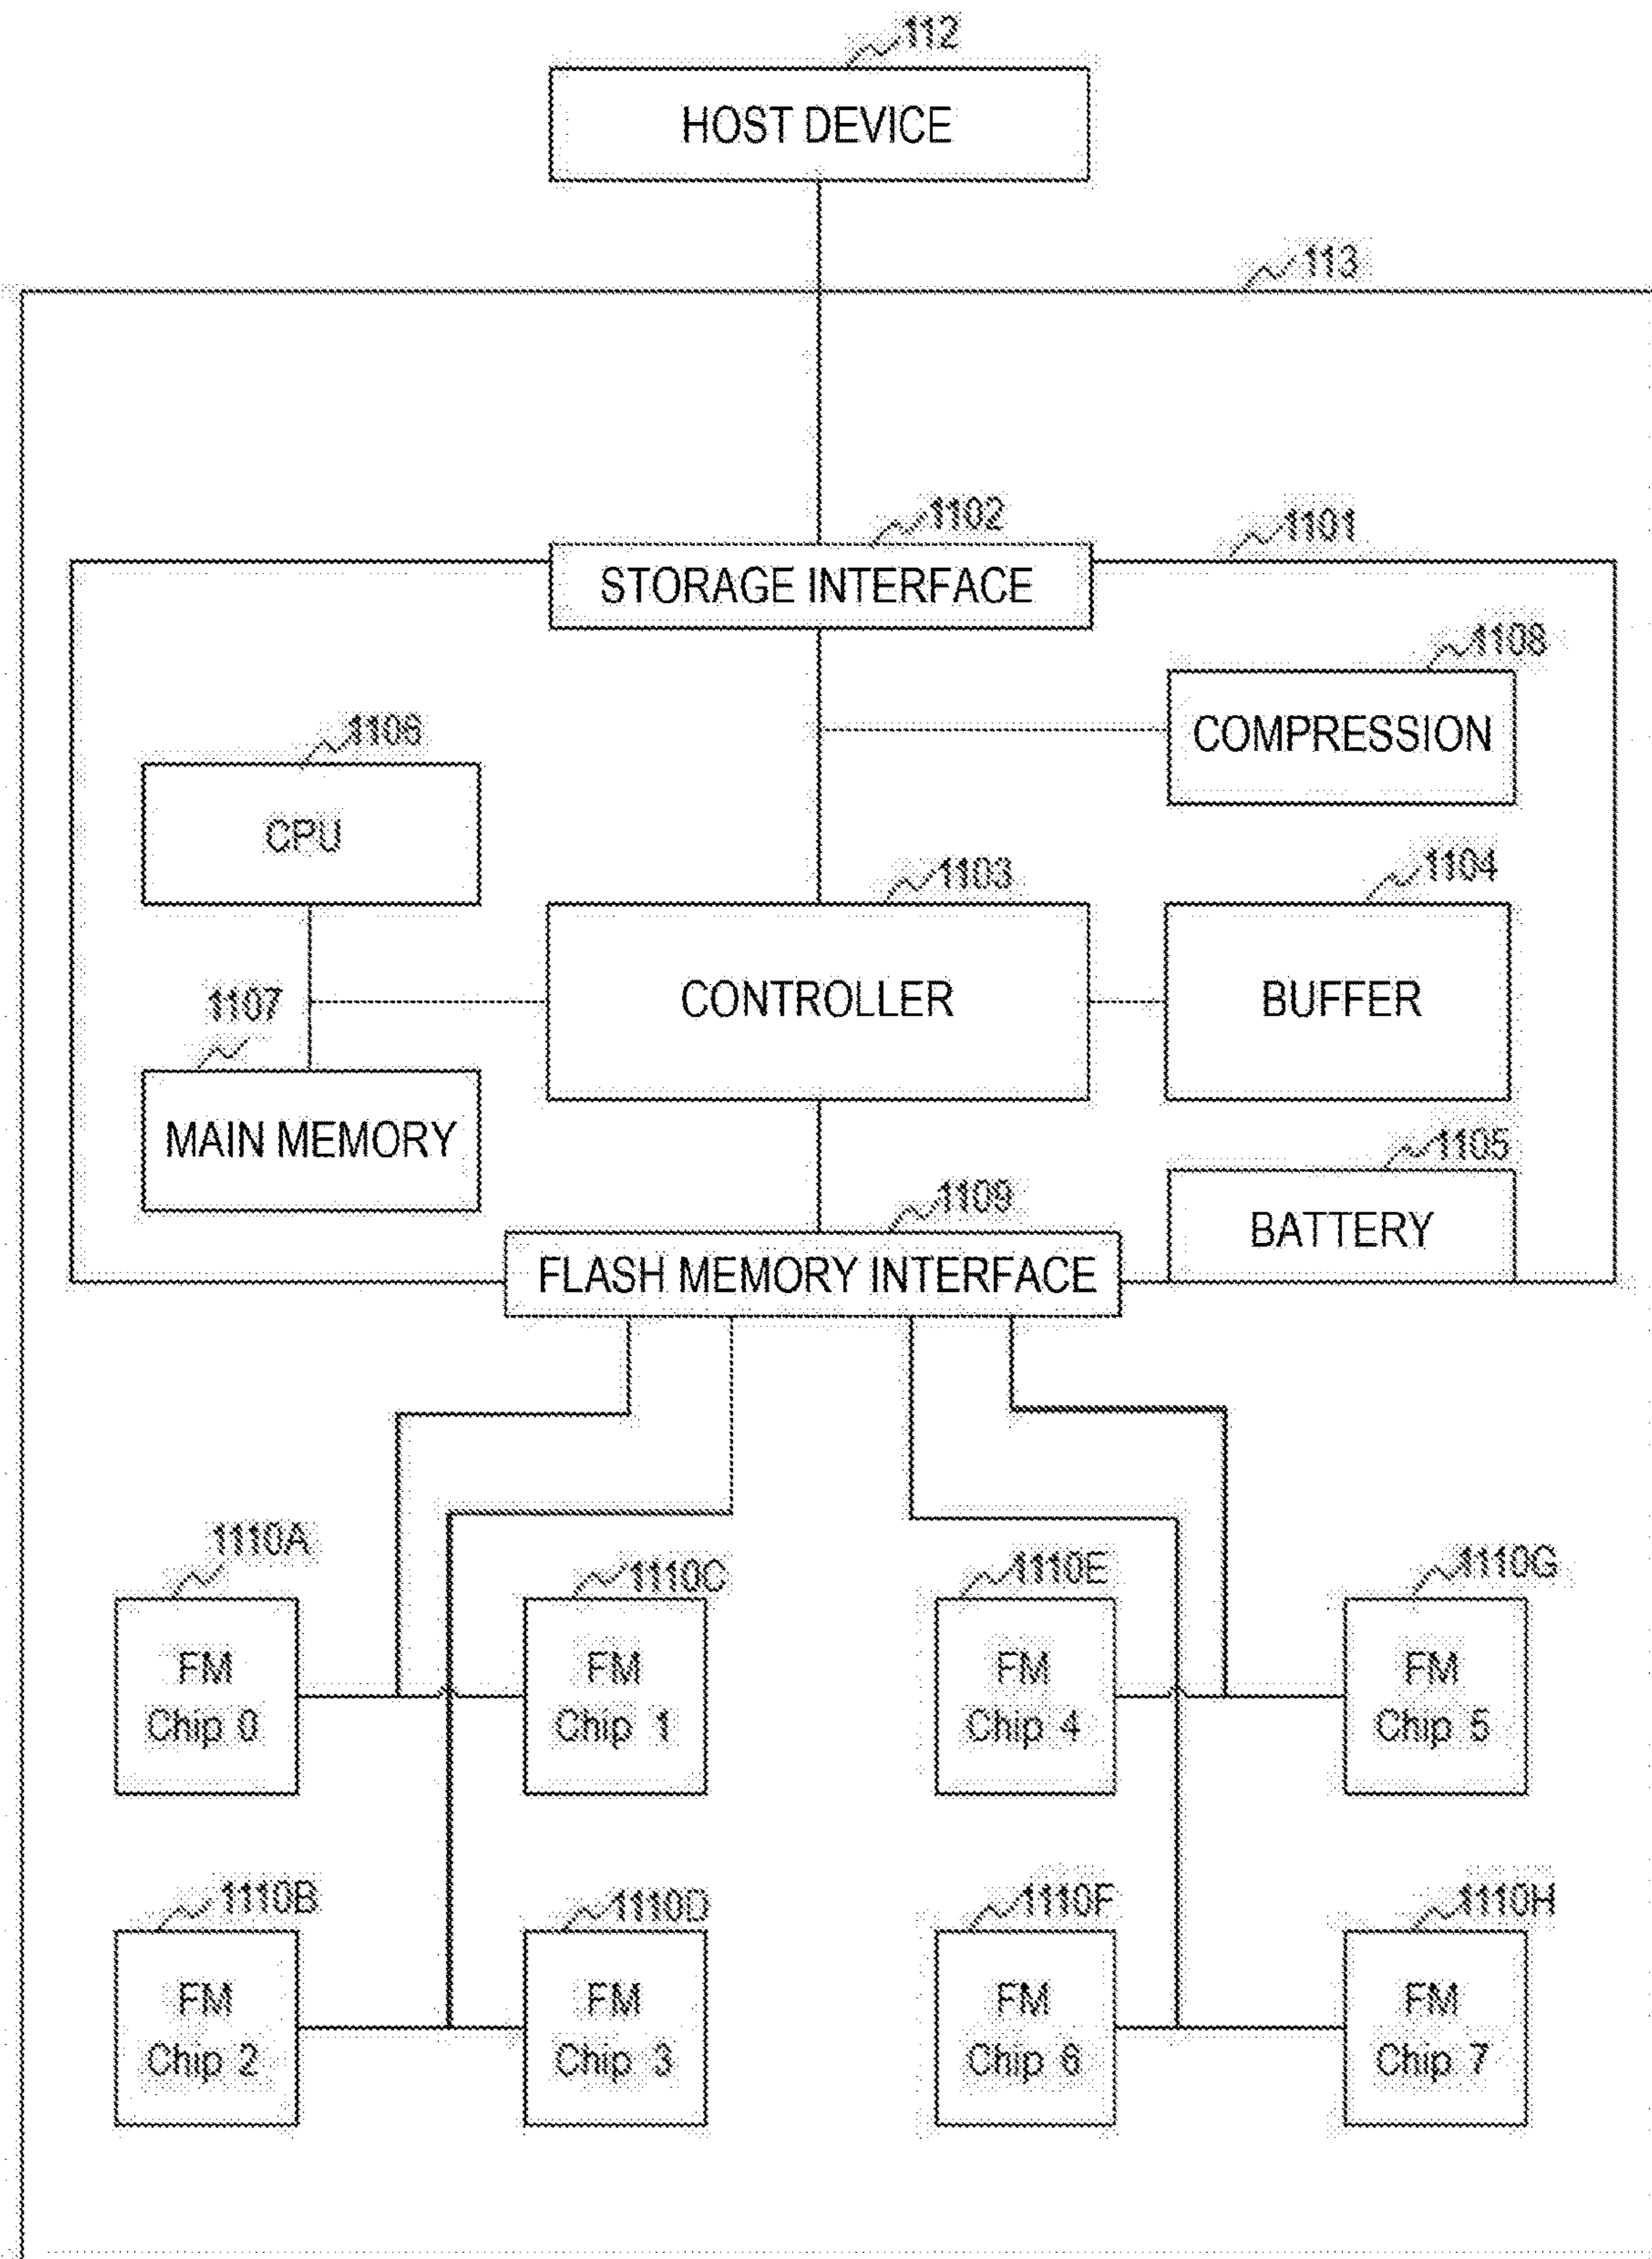 112
HOST DEVICE
113
1102
1101
STORAGE INTERFACE
1108
COMPRESSION
1106
CPU
1103
1104
CONTROLLER
BUFFER
1107
MAIN MEMORY
1105
BATTERY
1109
FLASH MEMORY INTERFACE
1110A
1110C
1110E
1110G
FM
Chip 0
FM
Chip 1
FM
Chip 4
FM
Chip 5
1110B
1110D
1110F
1110H
FM
Chip 2
FM
Chip 3
FM
Chip 6
FM
Chip 7